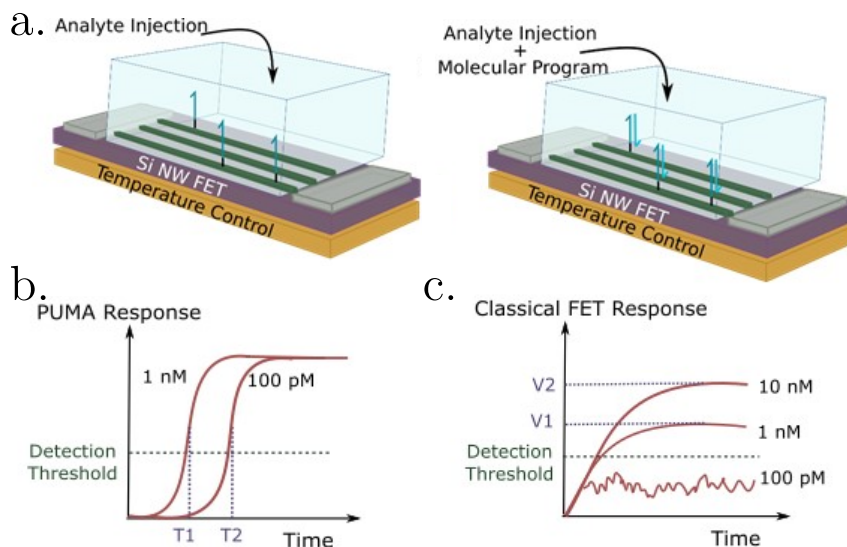 a.
Analyte Injection
Si NW FET
Temperature Control
Analyte Injection
+
Molecular Program
Si NW FET
Temperature Control
b.
PUMA Response
1 nM
100 pM
Detection
Threshold
T1
T2
Time
c.
Classical FET Response
V2
10 nM
V1
1 nM
Detection
Threshold
100 pM
Time